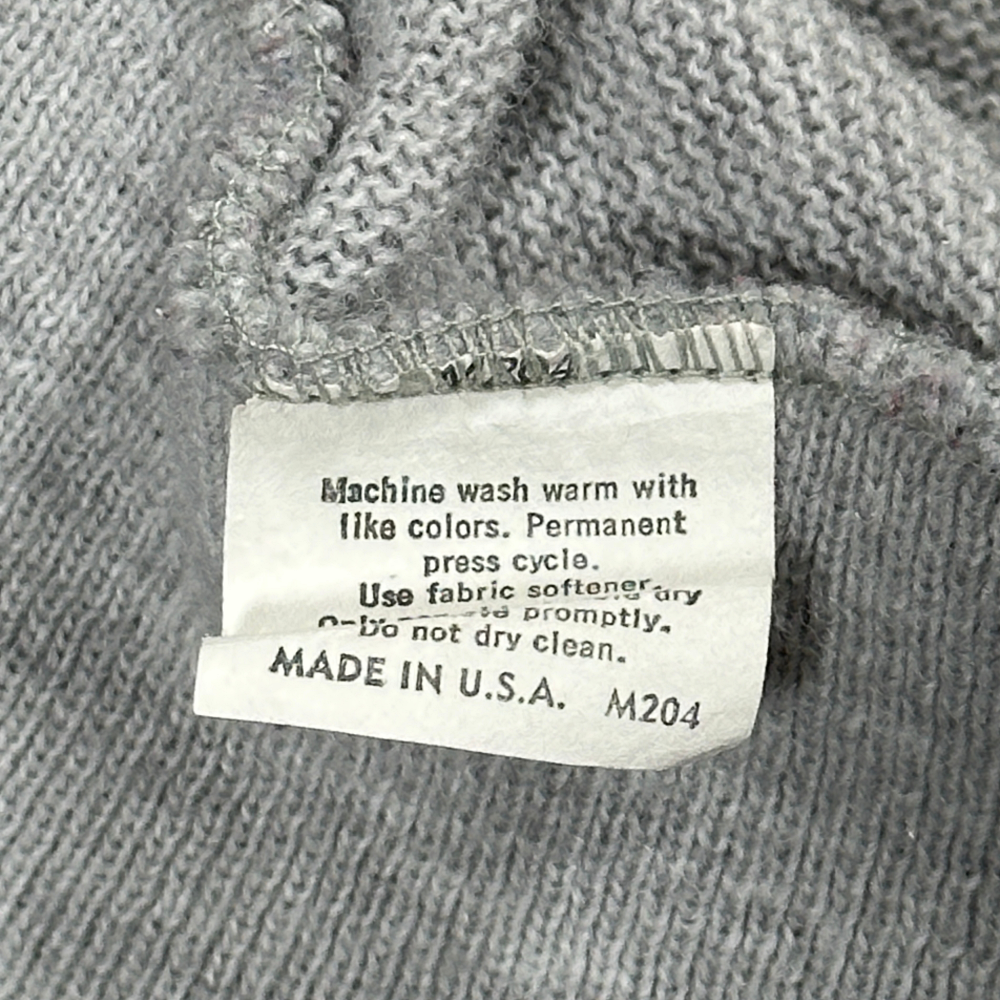 Machine wash warm with
like colors. Permanent
press cycle.
Use fabric softener. dry
promptly.
Do not dry clean.
MADE IN U.S.A. M204